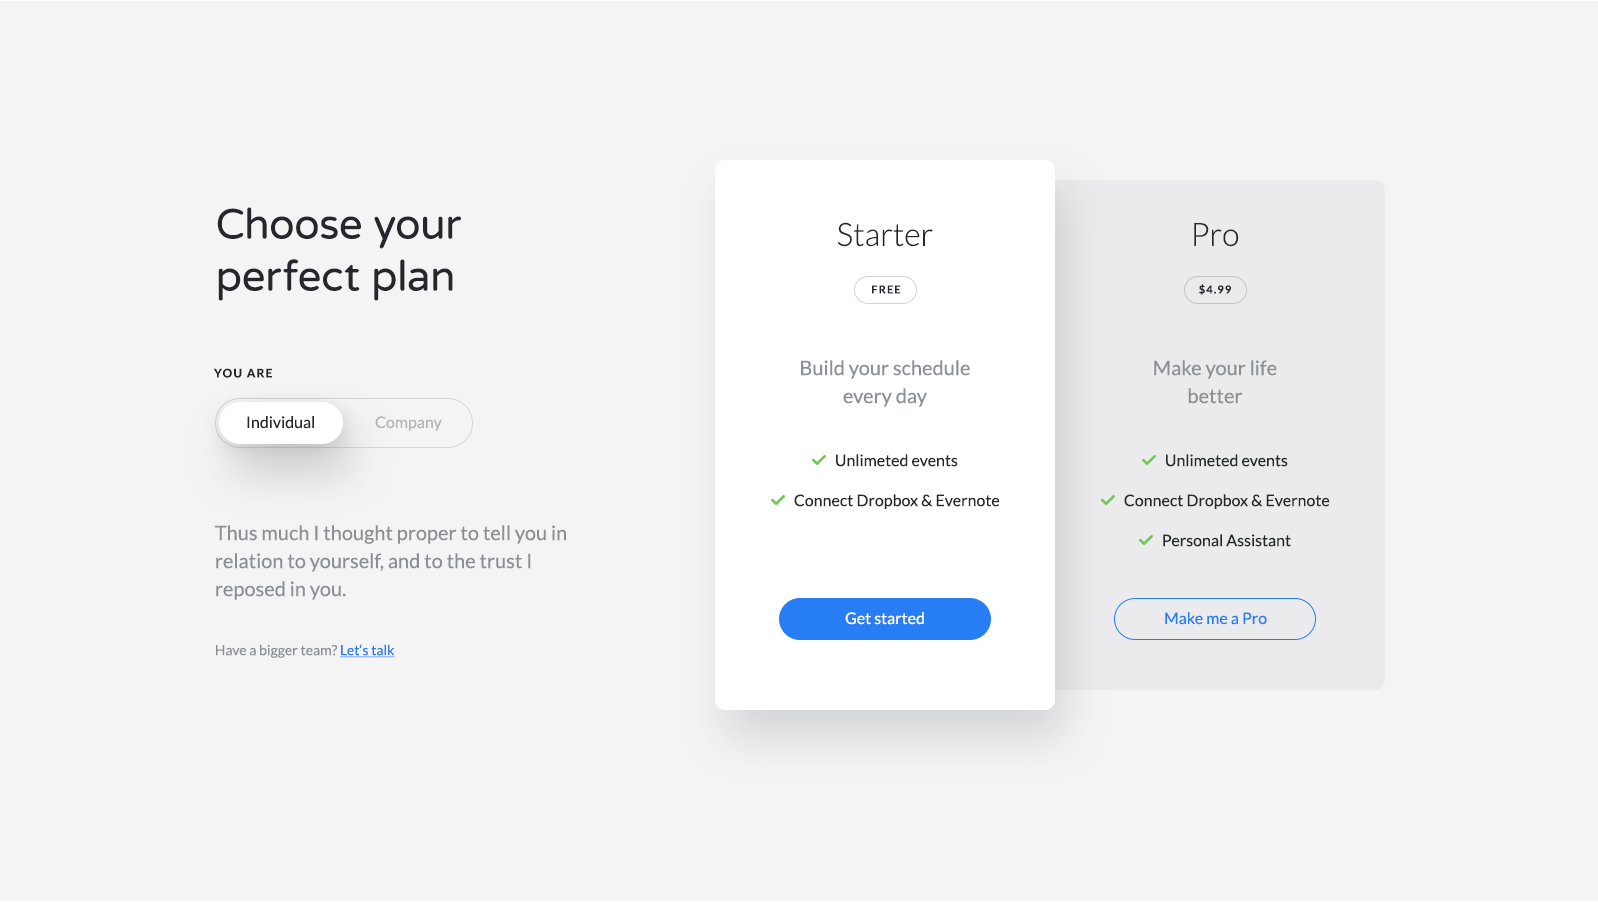 Choose your
perfect plan
YOU ARE
Individual
Company
Thus much I thought proper to tell you in
relation to yourself, and to the trust I
reposed in you.
Have a bigger team? Let's talk
Starter
FREE
Build your schedule
every day
Unlimeted events
Connect Dropbox & Evernote
Get started
Pro
$4.99
Make your life
better
Unlimeted events
Connect Dropbox & Evernote
Personal Assistant
Make me a Pro